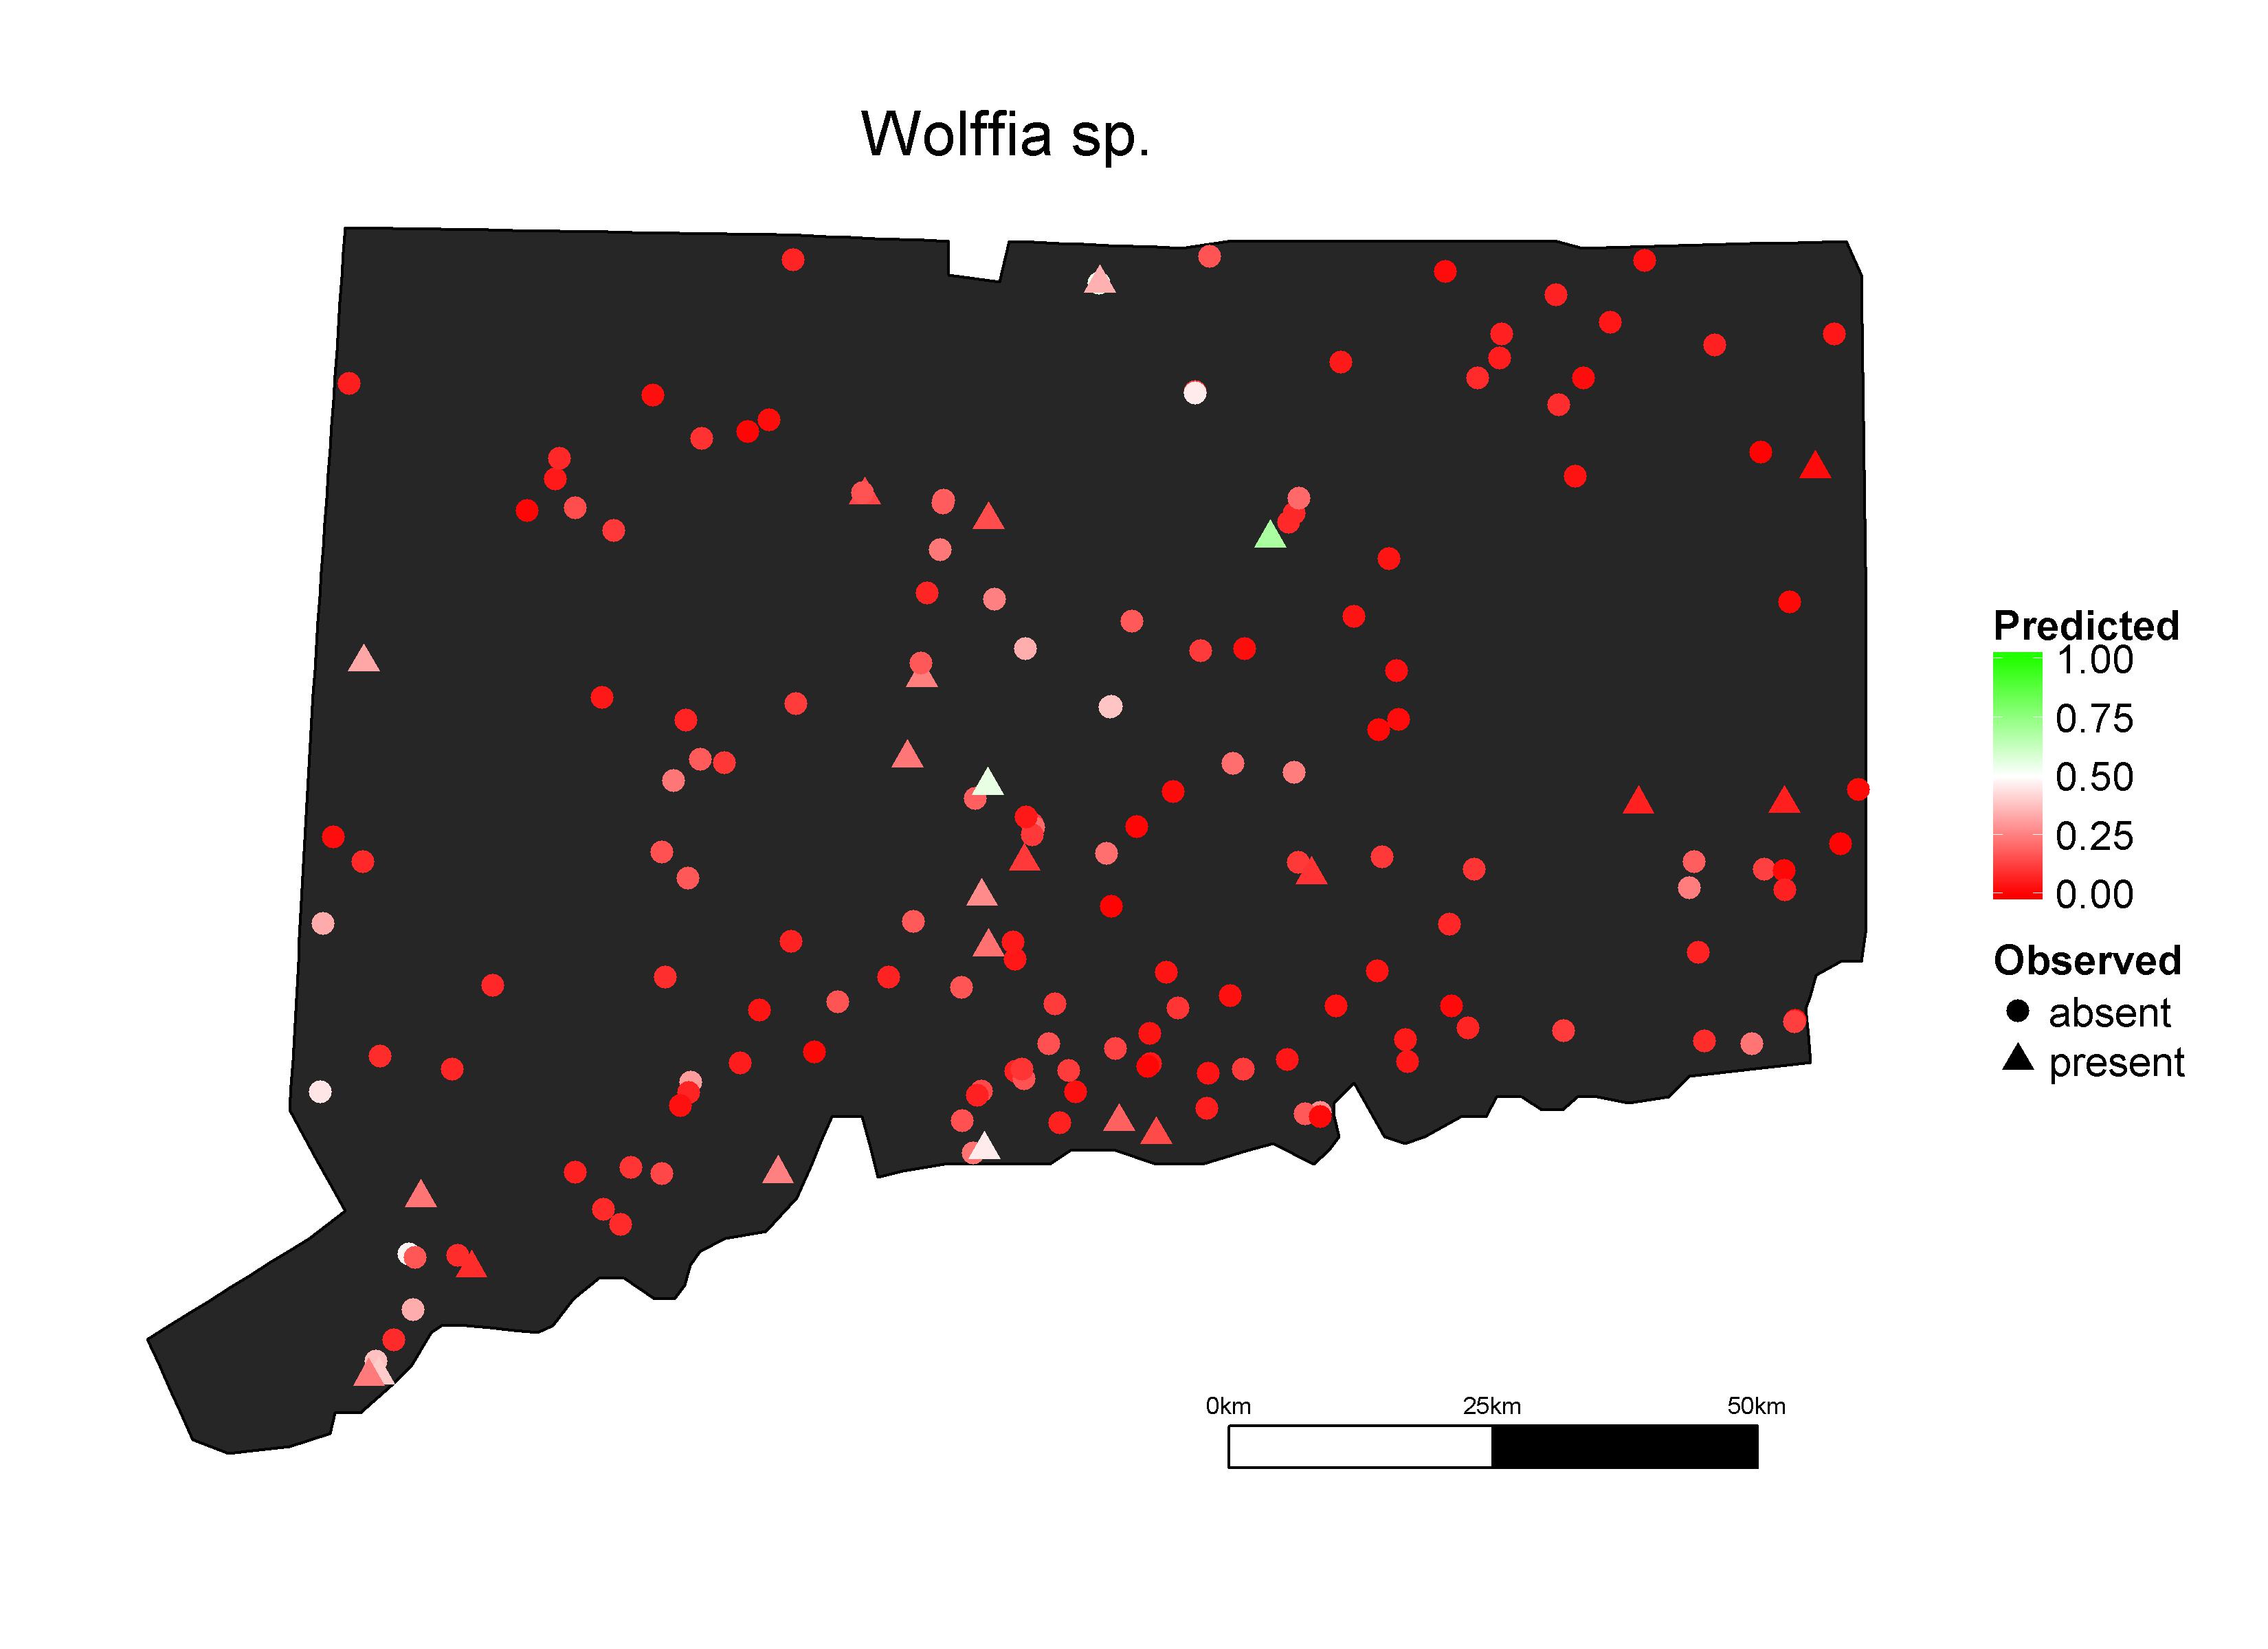 Wolffia sp.
Predicted
1.00
0.75
0.50
0.25
0.00
Observed
absent
present
0km 25km 50km